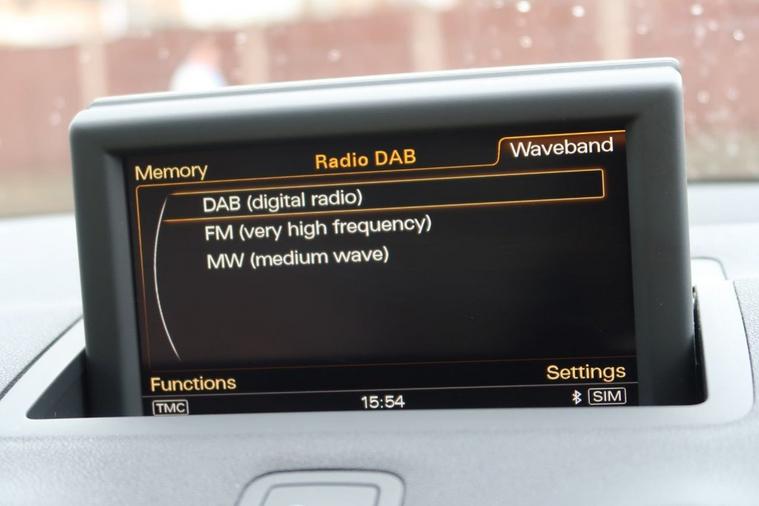 Memory
Radio DAB
Waveband
DAB (digital radio)
FM (very high frequency)
MW (medium wave)
Functions
Settings
TMC
15:54
SIM